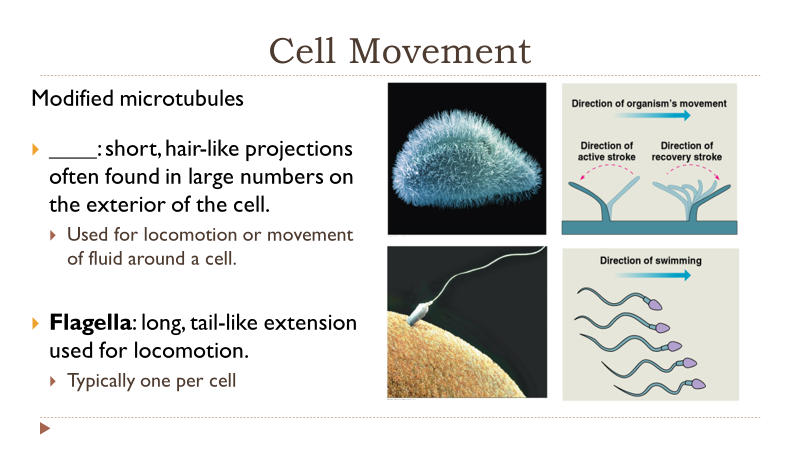 Cell Movement
Modified microtubules
____: short, hair-like projections
often found in large numbers on
the exterior of the cell.
Used for locomotion or movement
of fluid around a cell.
Flagella: long, tail-like extension
used for locomotion.
Typically one per cell
Direction of organism's movement
Direction of
active stroke
Direction of
recovery stroke
Direction of swimming